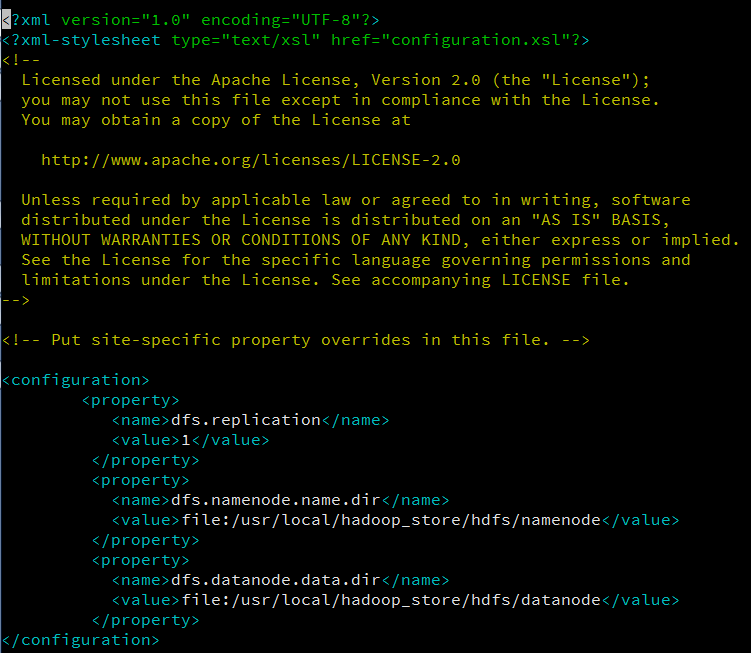 <?xml version="1.0" encoding="UTF-8"?>
<?xml-stylesheet type="text/xsl" href="configuration.xsl"?>
<!--
  Licensed under the Apache License, Version 2.0 (the "License");
  you may not use this file except in compliance with the License.
  You may obtain a copy of the License at

    http://www.apache.org/licenses/LICENSE-2.0

  Unless required by applicable law or agreed to in writing, software
  distributed under the License is distributed on an "AS IS" BASIS,
  WITHOUT WARRANTIES OR CONDITIONS OF ANY KIND, either express or implied.
  See the License for the specific language governing permissions and
  limitations under the License. See accompanying LICENSE file.
-->

<!-- Put site-specific property overrides in this file. -->

<configuration>
        <property>
           <name>dfs.replication</name>
           <value>1</value>
         </property>
         <property>
           <name>dfs.namenode.name.dir</name>
           <value>file:/usr/local/hadoop_store/hdfs/namenode</value>
         </property>
         <property>
           <name>dfs.datanode.data.dir</name>
           <value>file:/usr/local/hadoop_store/hdfs/datanode</value>
         </property>
</configuration>